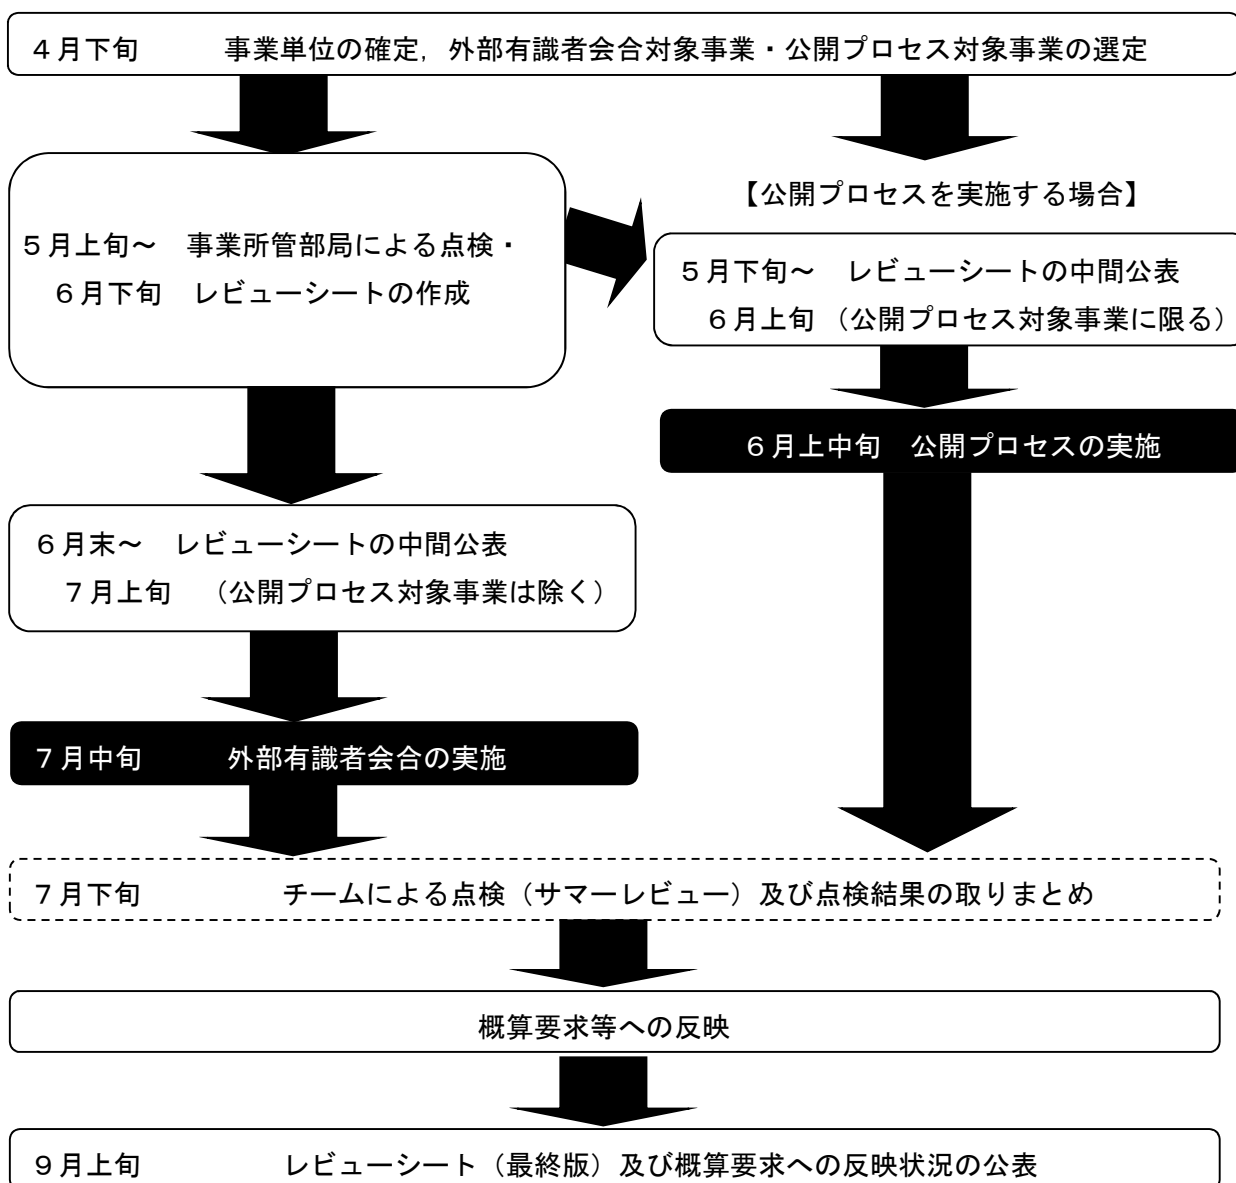 ４月下旬　　　事業単位の確定，外部有識者会合対象事業・公開プロセス対象事業の選定
【公開プロセスを実施する場合】
５月上旬～　事業所管部局による点検・
６月下旬　レビューシートの作成
５月下旬～　レビューシートの中間公表
６月上旬　（公開プロセス対象事業に限る）
６月上中旬　公開プロセスの実施
６月末～　レビューシートの中間公表
７月上旬　（公開プロセス対象事業は除く）
７月中旬　　　外部有識者会合の実施
７月下旬　　　　　チームによる点検（サマーレビュー）及び点検結果の取りまとめ
概算要求等への反映
９月上旬　　　　　レビューシート（最終版）及び概算要求への反映状況の公表